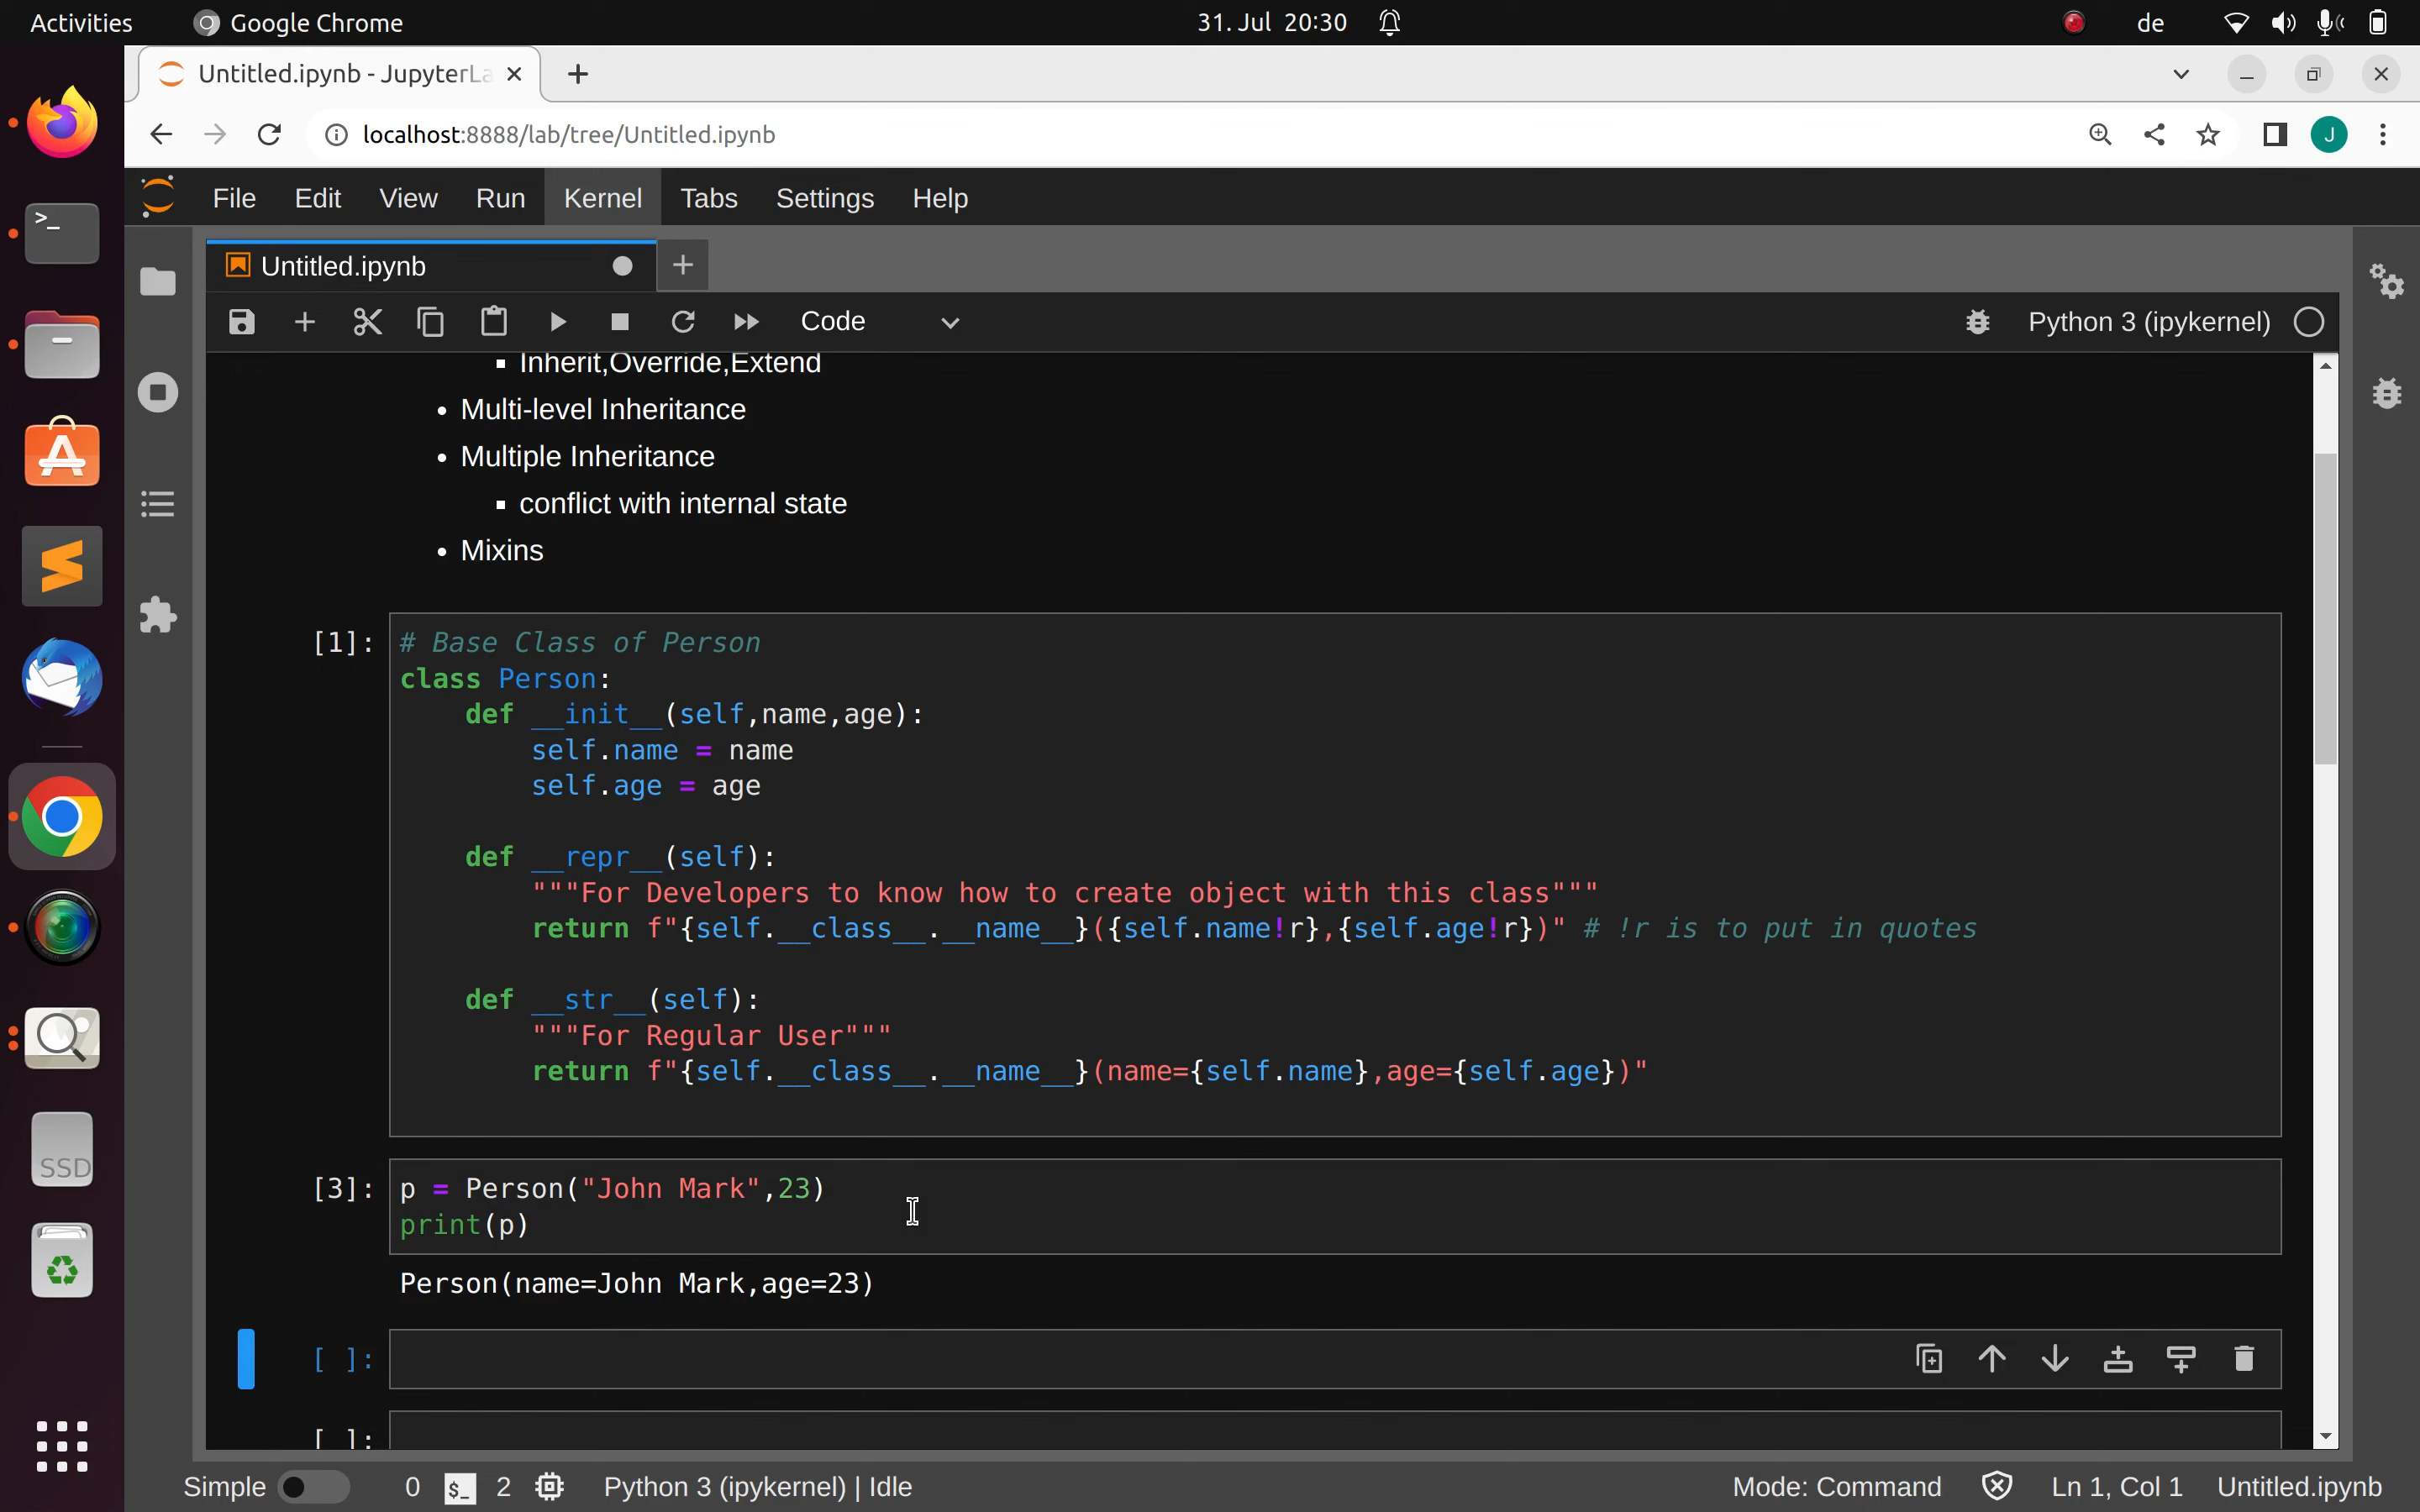 Activities Google Chrome 31. Jul 20:30 de
Untitled.ipynb - JupyterLa
localhost:8888/lab/tree/Untitled.ipynb J
File Edit View Run Kernel Tabs Settings Help
Untitled.ipynb
Code Python 3 (ipykernel)
Inherit,Override,Extend
Multi-level Inheritance
Multiple Inheritance
conflict with internal state
Mixins
[1]: # Base Class of Person
class Person:
def __init__(self,name,age):
self.name = name
self.age = age
def __repr__(self):
"""For Developers to know how to create object with this class"""
return f"{self.__class__.__name__}({self.name!r},{self.age!r})" # !r is to put in quotes
def __str__(self):
"""For Regular User"""
return f"{self.__class__.__name__}(name={self.name},age={self.age})"
[3]: p = Person("John Mark",23)
print(p)
Person(name=John Mark,age=23)
[ ]:
[ ]:
SSD
Simple 0 $_ 2 Python 3 (ipykernel) | Idle Mode: Command Ln 1, Col 1 Untitled.ipynb